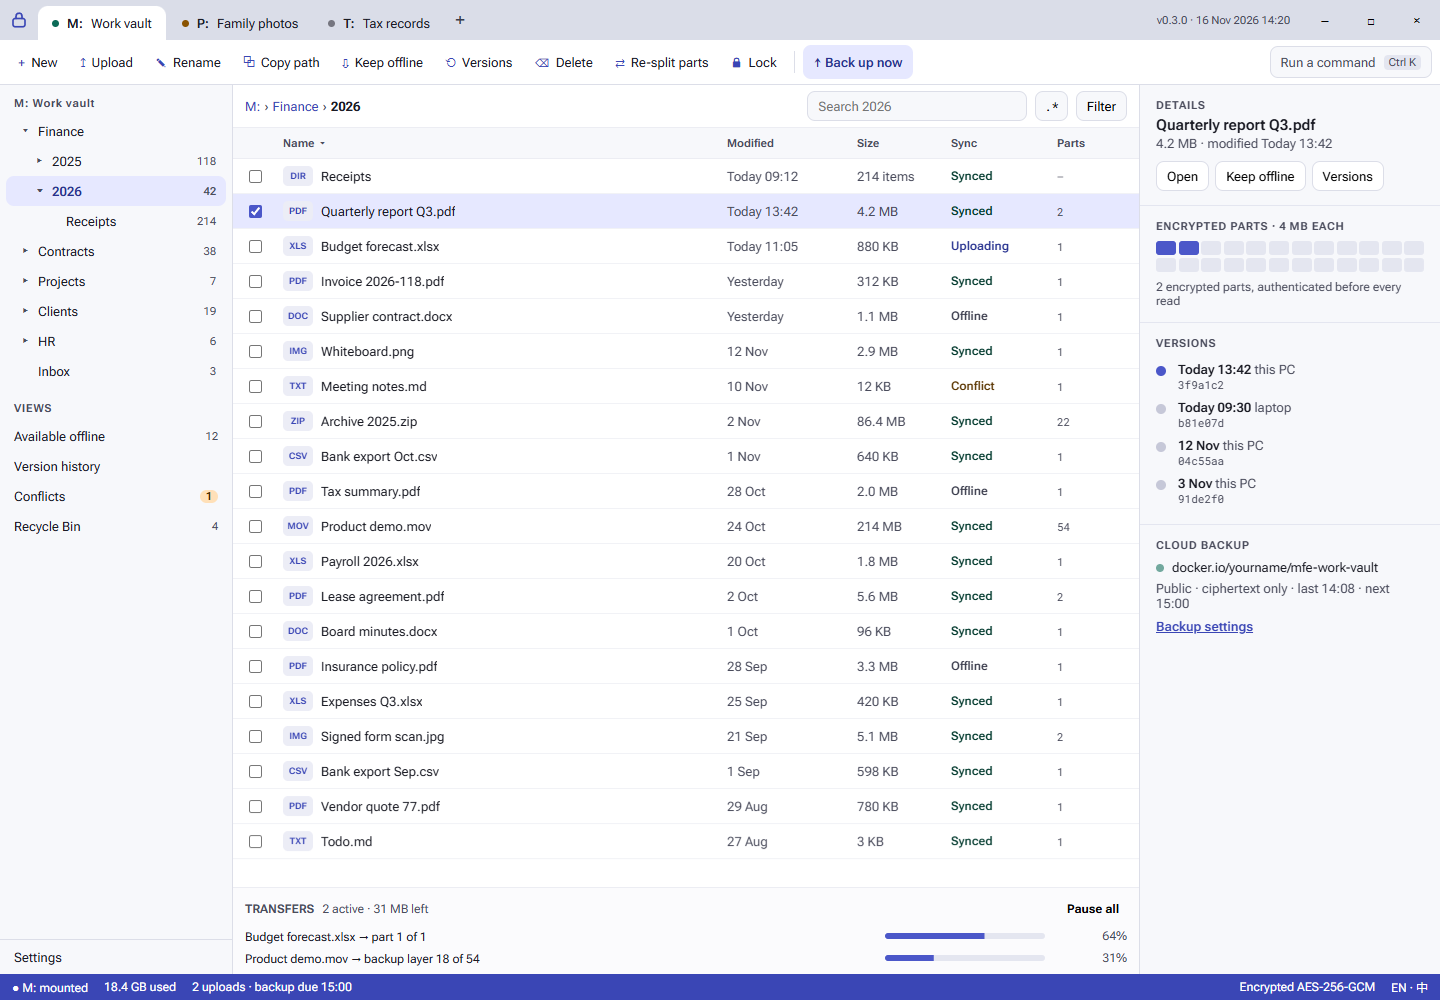 M: Work vault
P: Family photos
T: Tax records
+
v0.3.0 · 16 Nov 2026 14:20
+ New
↥ Upload
Rename
Copy path
⇩ Keep offline
Versions
⌫ Delete
⇄ Re-split parts
Lock
↑ Back up now
Run a command Ctrl K
M: Work vault
Finance
2025 118
2026 42
Receipts 214
Contracts 38
Projects 7
Clients 19
HR 6
Inbox 3
VIEWS
Available offline 12
Version history
Conflicts 1
Recycle Bin 4
Settings
M: › Finance › 2026
Search 2026
.*
Filter
Name Modified Size Sync Parts
DIR Receipts Today 09:12 214 items Synced –
PDF Quarterly report Q3.pdf Today 13:42 4.2 MB Synced 2
XLS Budget forecast.xlsx Today 11:05 880 KB Uploading 1
PDF Invoice 2026-118.pdf Yesterday 312 KB Synced 1
DOC Supplier contract.docx Yesterday 1.1 MB Offline 1
IMG Whiteboard.png 12 Nov 2.9 MB Synced 1
TXT Meeting notes.md 10 Nov 12 KB Conflict 1
ZIP Archive 2025.zip 2 Nov 86.4 MB Synced 22
CSV Bank export Oct.csv 1 Nov 640 KB Synced 1
PDF Tax summary.pdf 28 Oct 2.0 MB Offline 1
MOV Product demo.mov 24 Oct 214 MB Synced 54
XLS Payroll 2026.xlsx 20 Oct 1.8 MB Synced 1
PDF Lease agreement.pdf 2 Oct 5.6 MB Synced 2
DOC Board minutes.docx 1 Oct 96 KB Synced 1
PDF Insurance policy.pdf 28 Sep 3.3 MB Offline 1
XLS Expenses Q3.xlsx 25 Sep 420 KB Synced 1
IMG Signed form scan.jpg 21 Sep 5.1 MB Synced 2
CSV Bank export Sep.csv 1 Sep 598 KB Synced 1
PDF Vendor quote 77.pdf 29 Aug 780 KB Synced 1
TXT Todo.md 27 Aug 3 KB Synced 1
TRANSFERS 2 active · 31 MB left Pause all
Budget forecast.xlsx → part 1 of 1 64%
Product demo.mov → backup layer 18 of 54 31%
DETAILS
Quarterly report Q3.pdf
4.2 MB · modified Today 13:42
Open
Keep offline
Versions
ENCRYPTED PARTS · 4 MB EACH
2 encrypted parts, authenticated before every
read
VERSIONS
Today 13:42 this PC
3f9a1c2
Today 09:30 laptop
b81e07d
12 Nov this PC
04c55aa
3 Nov this PC
91de2f0
CLOUD BACKUP
docker.io/yourname/mfe-work-vault
Public · ciphertext only · last 14:08 · next
15:00
Backup settings
● M: mounted 18.4 GB used 2 uploads · backup due 15:00 Encrypted AES-256-GCM EN · 中